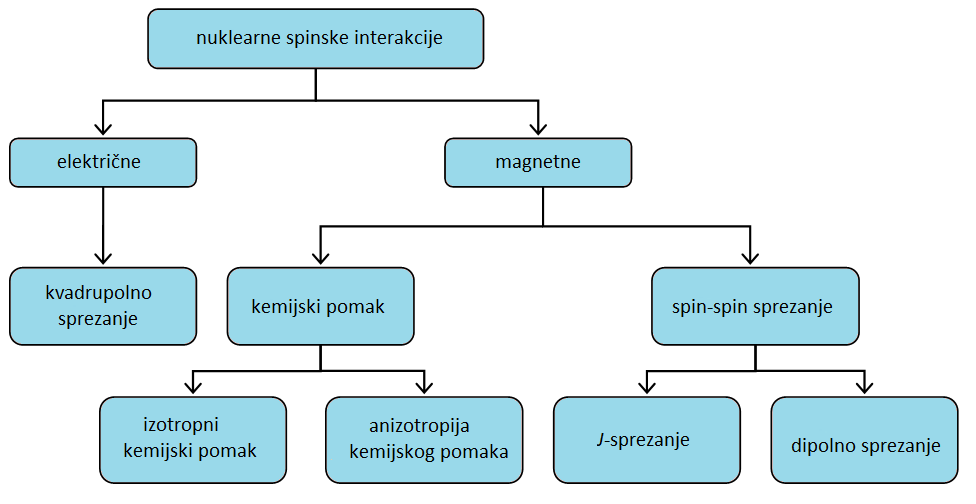 nuklearne spinske interakcije
električne
magnetne
kvadrupolno
sprezanje
kemijski pomak
spin-spin sprezanje
izotropni
kemijski pomak
anizotropija
kemijskog pomaka
J-sprezanje
dipolno sprezanje